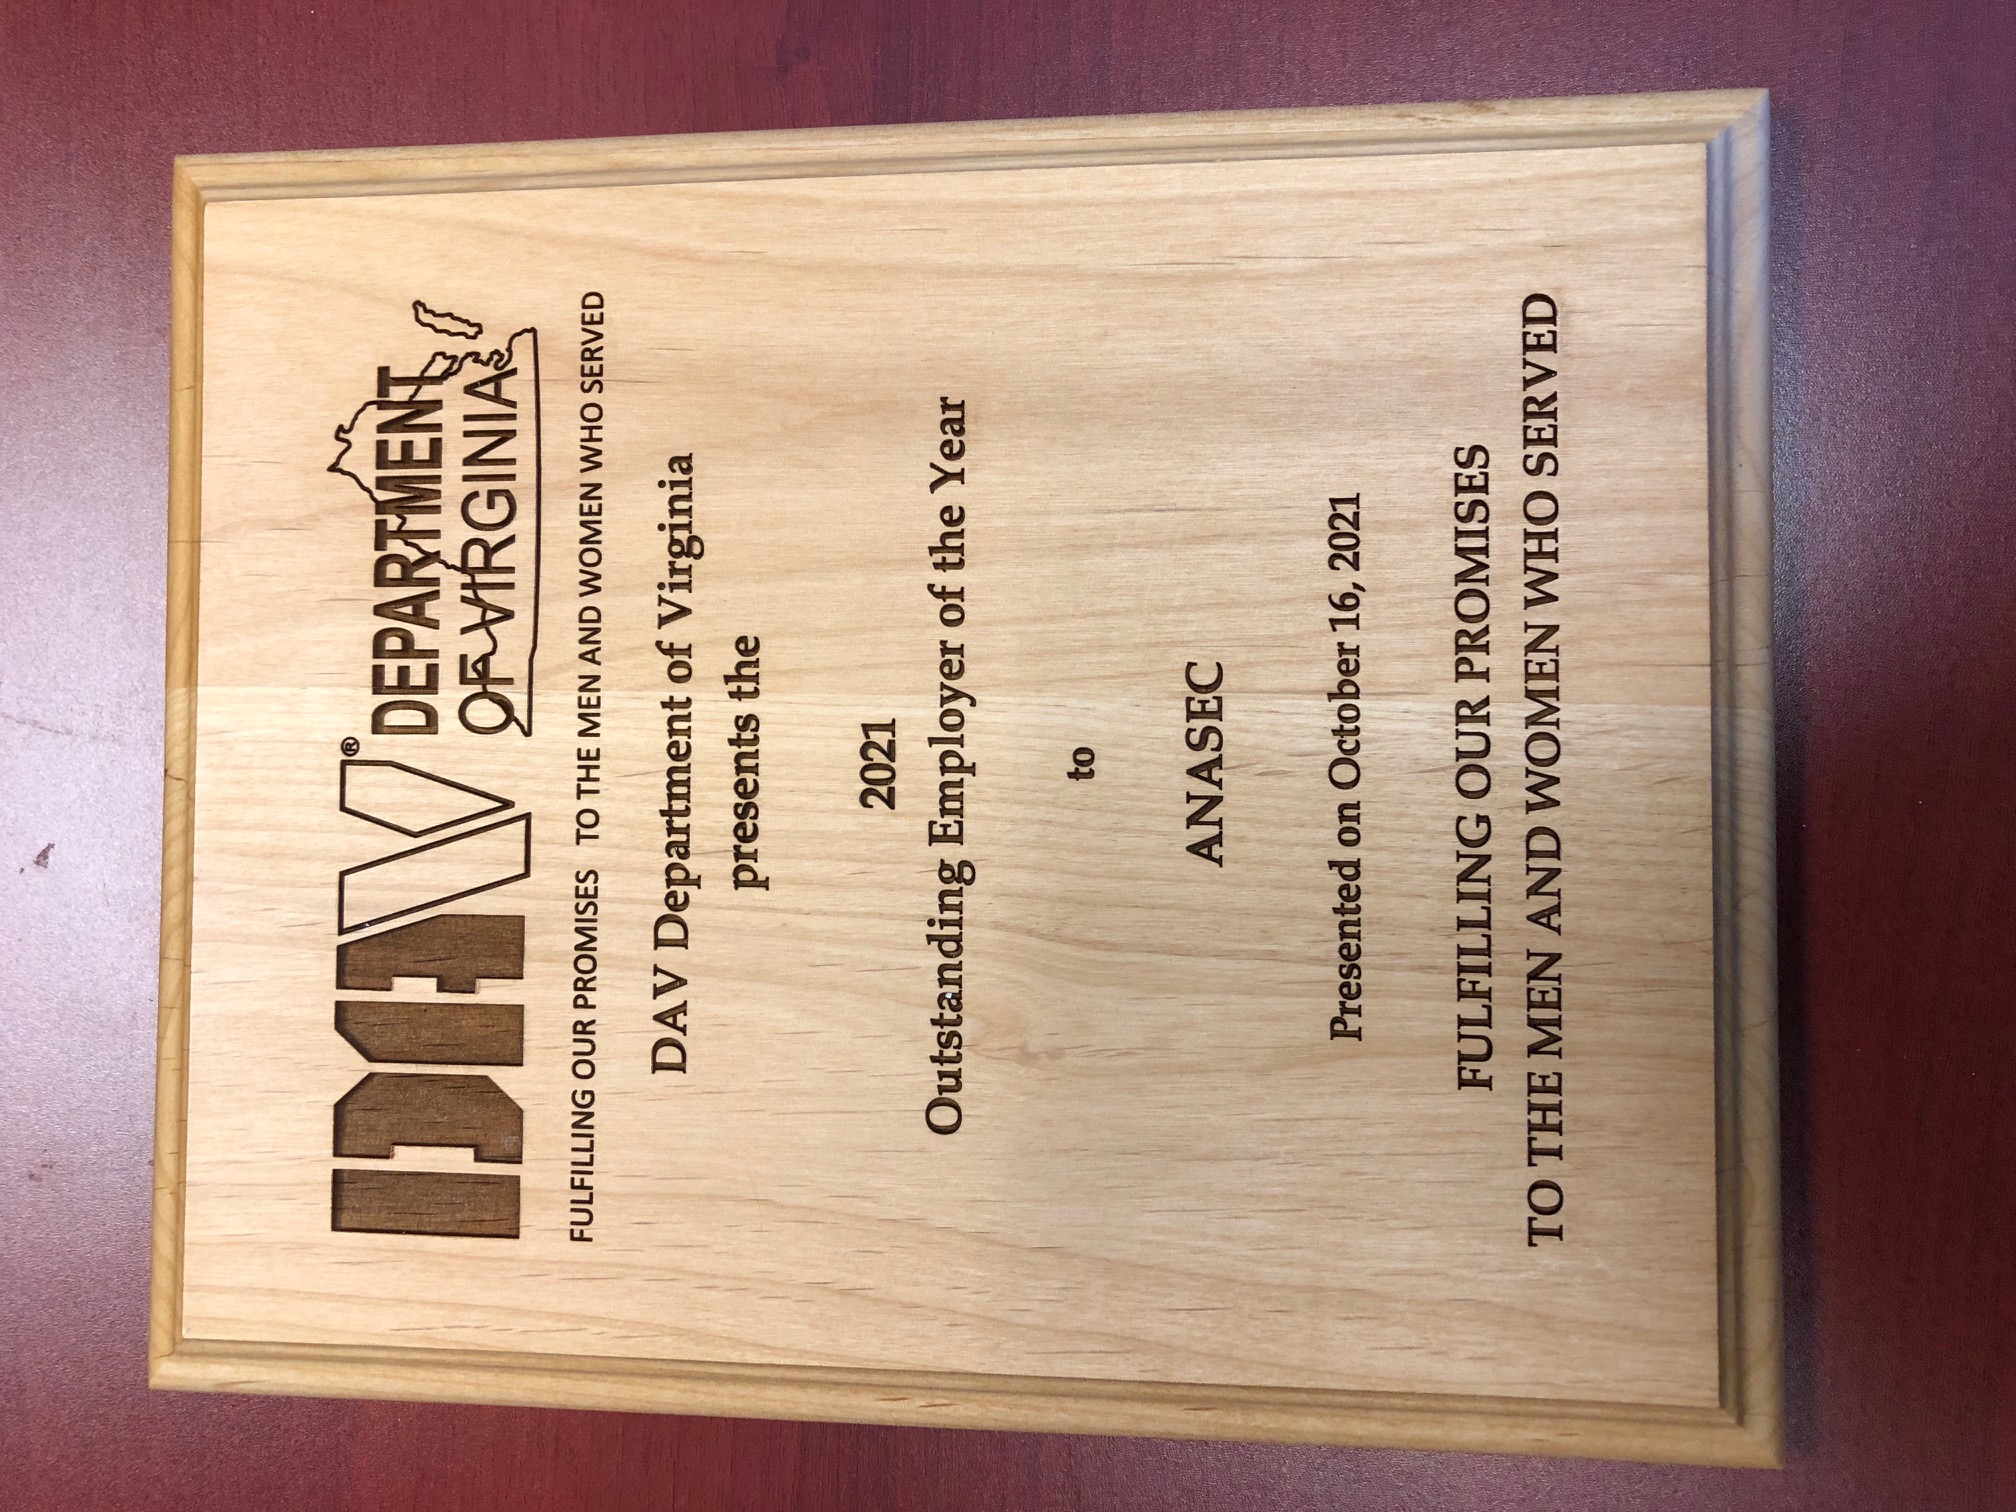 DAV® DEPARTMENT
OF VIRGINIA
FULFILLING OUR PROMISES TO THE MEN AND WOMEN WHO SERVED
DAV Department of Virginia
presents the
2021
Outstanding Employer of the Year
to
ANASEC
Presented on October 16, 2021
FULFILLING OUR PROMISES
TO THE MEN AND WOMEN WHO SERVED